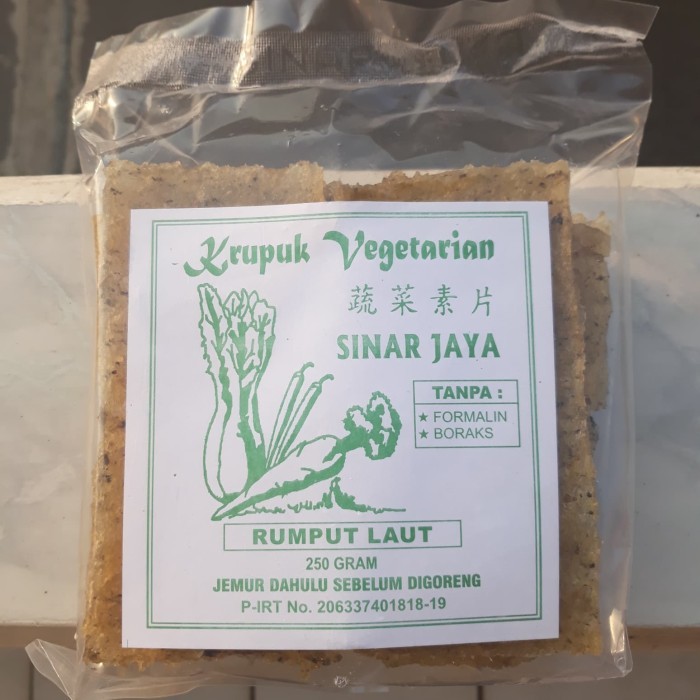 Krupuk Vegetarian
蔬菜素片
SINAR JAYA
TANPA :
★ FORMALIN
★ BORAKS
RUMPUT LAUT
250 GRAM
JEMUR DAHULU SEBELUM DIGORENG
P-IRT No. 206337401818-19